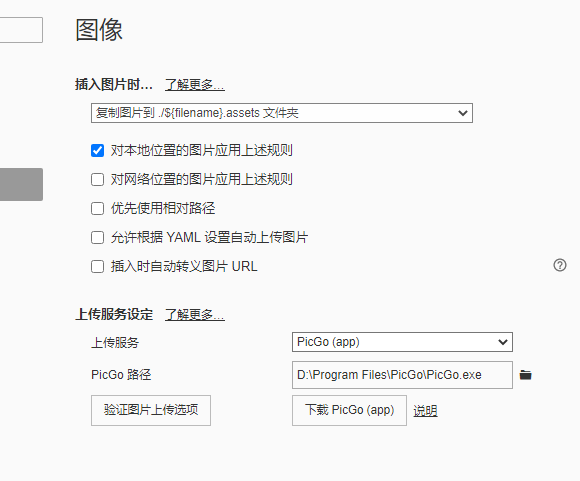 图像
插入图片时... 了解更多...
复制图片到 ./${filename}.assets 文件夹
对本地位置的图片应用上述规则
对网络位置的图片应用上述规则
优先使用相对路径
允许根据 YAML 设置自动上传图片
插入时自动转义图片 URL
上传服务设定 了解更多...
上传服务 PicGo (app)
PicGo 路径 D:\Program Files\PicGo\PicGo.exe
验证图片上传选项 下载 PicGo (app) 说明